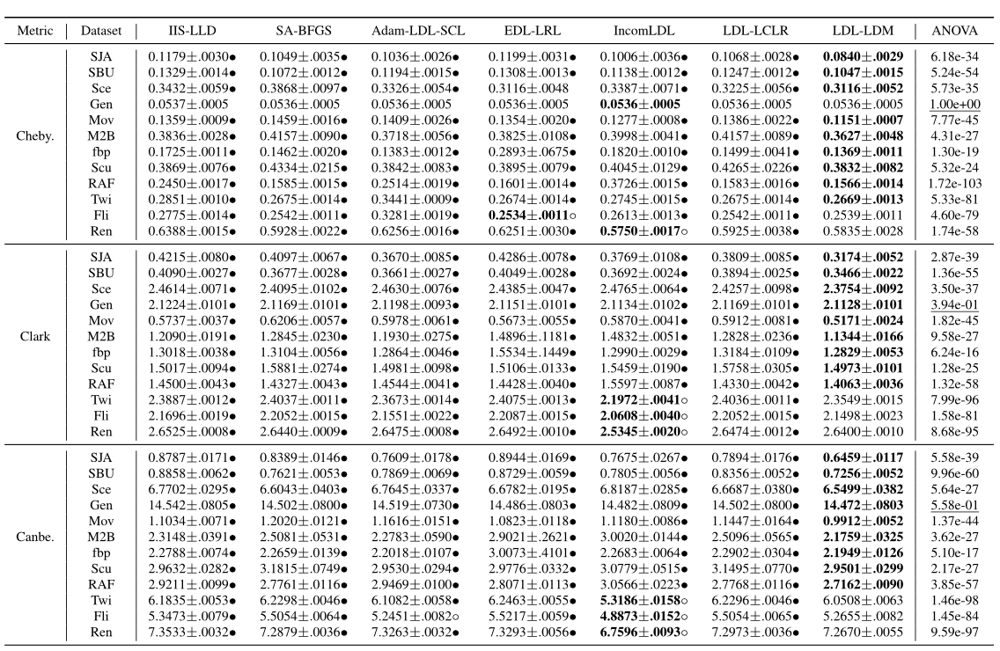 Metric Dataset IIS-LLD SA-BFGS Adam-LDL-SCL EDL-LRL IncomLDL LDL-LCLR LDL-LDM ANOVA
SJA 0.1179±.0030● 0.1049±.0035● 0.1036±.0026● 0.1199±.0031● 0.1006±.0036● 0.1068±.0028● 0.0840±.0029 6.18e-34
SBU 0.1329±.0014● 0.1072±.0012● 0.1194±.0015● 0.1308±.0013● 0.1138±.0012● 0.1247±.0012● 0.1047±.0015 5.24e-54
Sce 0.3432±.0059● 0.3868±.0097● 0.3326±.0054● 0.3116±.0048 0.3387±.0071● 0.3225±.0056● 0.3116±.0052 5.73e-35
Gen 0.0537±.0005 0.0536±.0005 0.0536±.0005 0.0536±.0005 0.0536±.0005 0.0536±.0005 0.0536±.0005 1.00e+00
Mov 0.1359±.0009● 0.1459±.0016● 0.1409±.0026● 0.1354±.0020● 0.1277±.0008● 0.1386±.0022● 0.1151±.0007 7.77e-45
Cheby. M2B 0.3836±.0028● 0.4157±.0090● 0.3718±.0056● 0.3825±.0108● 0.3998±.0041● 0.4157±.0089● 0.3627±.0048 4.31e-27
fbp 0.1725±.0011● 0.1462±.0020● 0.1383±.0012● 0.2893±.0675● 0.1820±.0010● 0.1499±.0041● 0.1369±.0011 1.30e-19
Scu 0.3869±.0076● 0.4334±.0215● 0.3842±.0083● 0.3895±.0079● 0.4045±.0129● 0.4265±.0226● 0.3832±.0082 5.32e-24
RAF 0.2450±.0017● 0.1585±.0015● 0.2514±.0019● 0.1601±.0014● 0.3726±.0015● 0.1583±.0016● 0.1566±.0014 1.72e-103
Twi 0.2851±.0010● 0.2675±.0014● 0.3441±.0009● 0.2674±.0014● 0.2745±.0015● 0.2675±.0014● 0.2669±.0013 5.33e-81
Fli 0.2775±.0014● 0.2542±.0011● 0.3281±.0019● 0.2534±.0011○ 0.2613±.0013● 0.2542±.0011● 0.2539±.0011 4.60e-79
Ren 0.6388±.0015● 0.5928±.0022● 0.6256±.0016● 0.6251±.0030● 0.5750±.0017○ 0.5925±.0038● 0.5835±.0028 1.74e-58
SJA 0.4215±.0080● 0.4097±.0067● 0.3670±.0085● 0.4286±.0078● 0.3769±.0108● 0.3809±.0085● 0.3174±.0052 2.87e-39
SBU 0.4090±.0027● 0.3677±.0028● 0.3661±.0027● 0.4049±.0028● 0.3692±.0024● 0.3894±.0025● 0.3466±.0022 1.36e-55
Sce 2.4614±.0071● 2.4095±.0102● 2.4630±.0076● 2.4385±.0047● 2.4765±.0064● 2.4257±.0098● 2.3754±.0092 3.50e-37
Gen 2.1224±.0101● 2.1169±.0101● 2.1198±.0093● 2.1151±.0101● 2.1134±.0102● 2.1169±.0101● 2.1128±.0101 3.94e-01
Mov 0.5737±.0037● 0.6206±.0057● 0.5978±.0061● 0.5673±.0055● 0.5870±.0041● 0.5912±.0081● 0.5171±.0024 1.82e-45
Clark M2B 1.2090±.0191● 1.2845±.0230● 1.1930±.0275● 1.4896±.1181● 1.4832±.0051● 1.2828±.0236● 1.1344±.0166 9.58e-27
fbp 1.3018±.0038● 1.3104±.0056● 1.2864±.0046● 1.5534±.1449● 1.2990±.0029● 1.3184±.0109● 1.2829±.0053 6.24e-16
Scu 1.5017±.0094● 1.5881±.0274● 1.4981±.0098● 1.5106±.0133● 1.5459±.0190● 1.5758±.0305● 1.4973±.0101 1.28e-25
RAF 1.4500±.0043● 1.4327±.0043● 1.4544±.0041● 1.4428±.0040● 1.5597±.0087● 1.4330±.0042● 1.4063±.0036 1.32e-58
Twi 2.3887±.0012● 2.4037±.0011● 2.3673±.0014● 2.4075±.0013● 2.1972±.0041○ 2.4036±.0011● 2.3549±.0015 7.99e-96
Fli 2.1696±.0019● 2.2052±.0015● 2.1551±.0022● 2.2087±.0015● 2.0608±.0040○ 2.2052±.0015● 2.1498±.0023 1.58e-81
Ren 2.6525±.0008● 2.6440±.0009● 2.6475±.0008● 2.6492±.0010● 2.5345±.0020○ 2.6474±.0012● 2.6400±.0010 8.68e-95
SJA 0.8787±.0171● 0.8389±.0146● 0.7609±.0178● 0.8944±.0169● 0.7675±.0267● 0.7894±.0176● 0.6459±.0117 5.58e-39
SBU 0.8858±.0062● 0.7621±.0053● 0.7869±.0069● 0.8729±.0059● 0.7805±.0056● 0.8356±.0052● 0.7256±.0052 9.96e-60
Sce 6.7702±.0295● 6.6043±.0403● 6.7645±.0337● 6.6782±.0195● 6.8187±.0285● 6.6687±.0380● 6.5499±.0382 5.64e-27
Gen 14.542±.0805● 14.502±.0800● 14.519±.0730● 14.486±.0803● 14.482±.0809● 14.502±.0800● 14.472±.0803 5.58e-01
Mov 1.1034±.0071● 1.2020±.0121● 1.1616±.0151● 1.0823±.0118● 1.1180±.0086● 1.1447±.0164● 0.9912±.0052 1.37e-44
Canbe. M2B 2.3148±.0391● 2.5081±.0531● 2.2783±.0590● 2.9021±.2621● 3.0020±.0144● 2.5096±.0565● 2.1759±.0325 3.62e-27
fbp 2.2788±.0074● 2.2659±.0139● 2.2018±.0107● 3.0073±.4101● 2.2683±.0064● 2.2902±.0304● 2.1949±.0126 5.10e-17
Scu 2.9632±.0282● 3.1815±.0749● 2.9530±.0294● 2.9776±.0332● 3.0779±.0515● 3.1495±.0770● 2.9501±.0299 2.17e-27
RAF 2.9211±.0099● 2.7761±.0116● 2.9469±.0100● 2.8071±.0113● 3.0566±.0223● 2.7768±.0116● 2.7162±.0090 3.85e-57
Twi 6.1835±.0053● 6.2298±.0046● 6.1082±.0058● 6.2463±.0055● 5.3186±.0158○ 6.2296±.0046● 6.0508±.0063 1.46e-98
Fli 5.3473±.0079● 5.5054±.0064● 5.2451±.0082○ 5.5217±.0059● 4.8873±.0152○ 5.5054±.0065● 5.2655±.0082 1.45e-84
Ren 7.3533±.0032● 7.2879±.0036● 7.3263±.0032● 7.3293±.0056● 6.7596±.0093○ 7.2973±.0036● 7.2670±.0055 9.59e-97